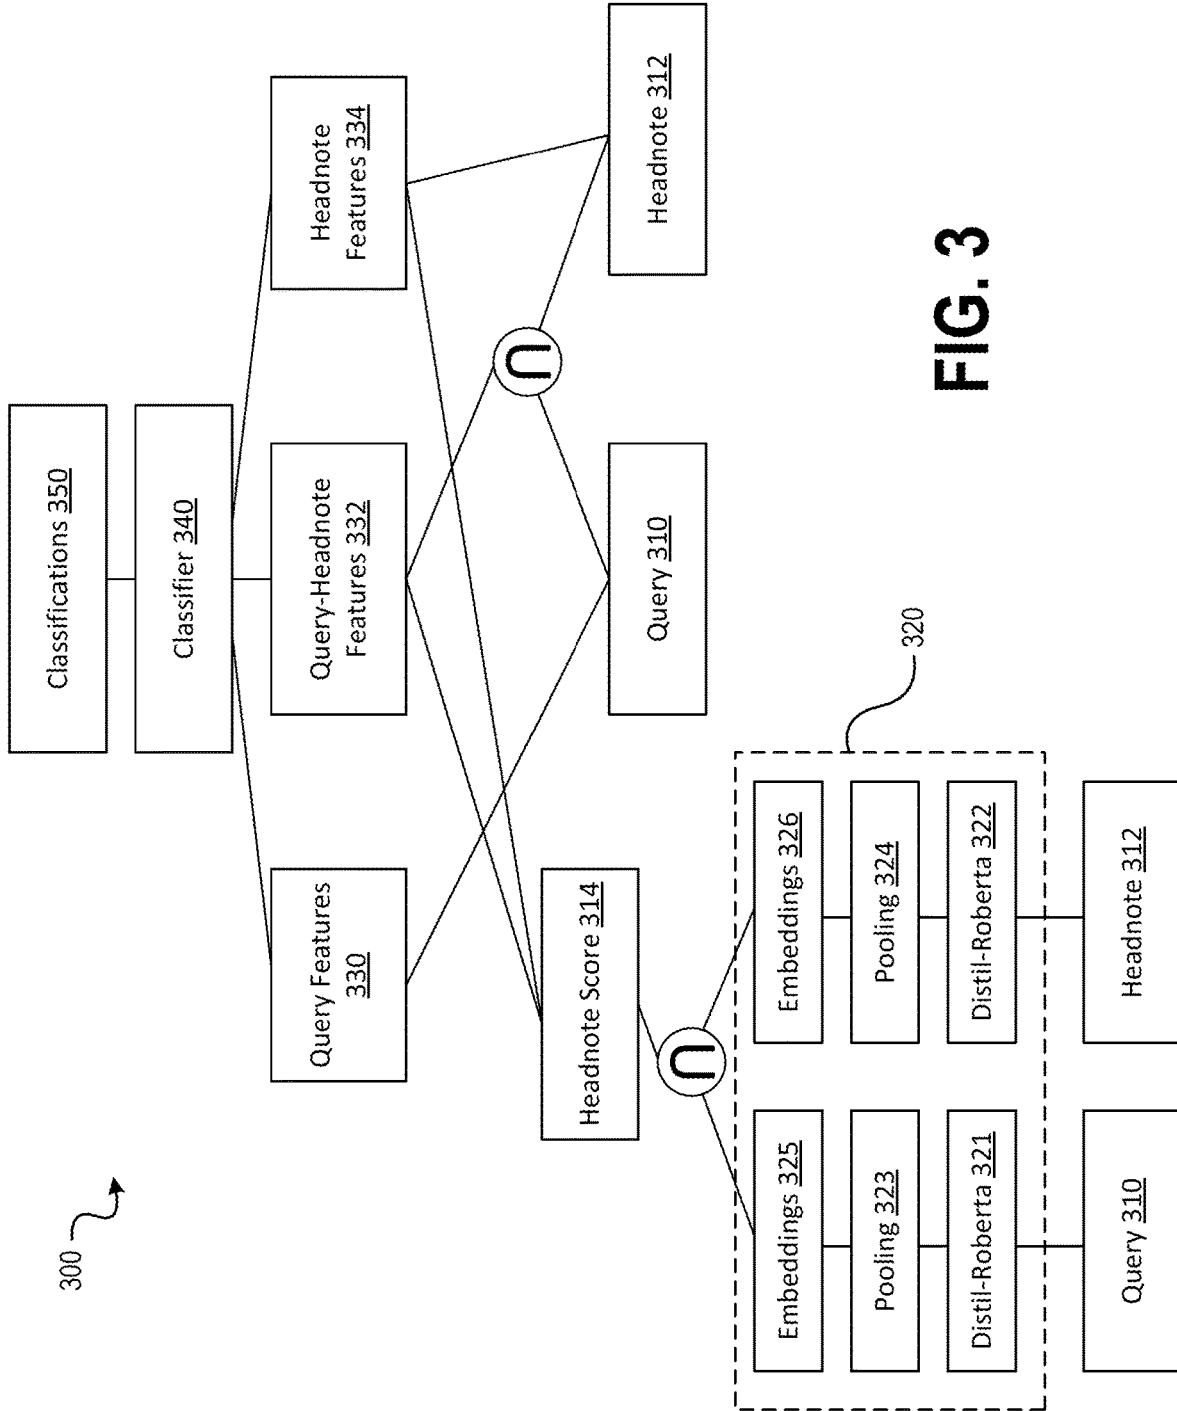 300
Classifications 350
Classifier 340
Query Features
330
Query-Headnote
Features 332
Headnote
Features 334
Headnote Score 314
∩
Query 310
Headnote 312
∩
320
Embeddings 325
Embeddings 326
Pooling 323
Pooling 324
Distil-Roberta 321
Distil-Roberta 322
Query 310
Headnote 312
FIG. 3